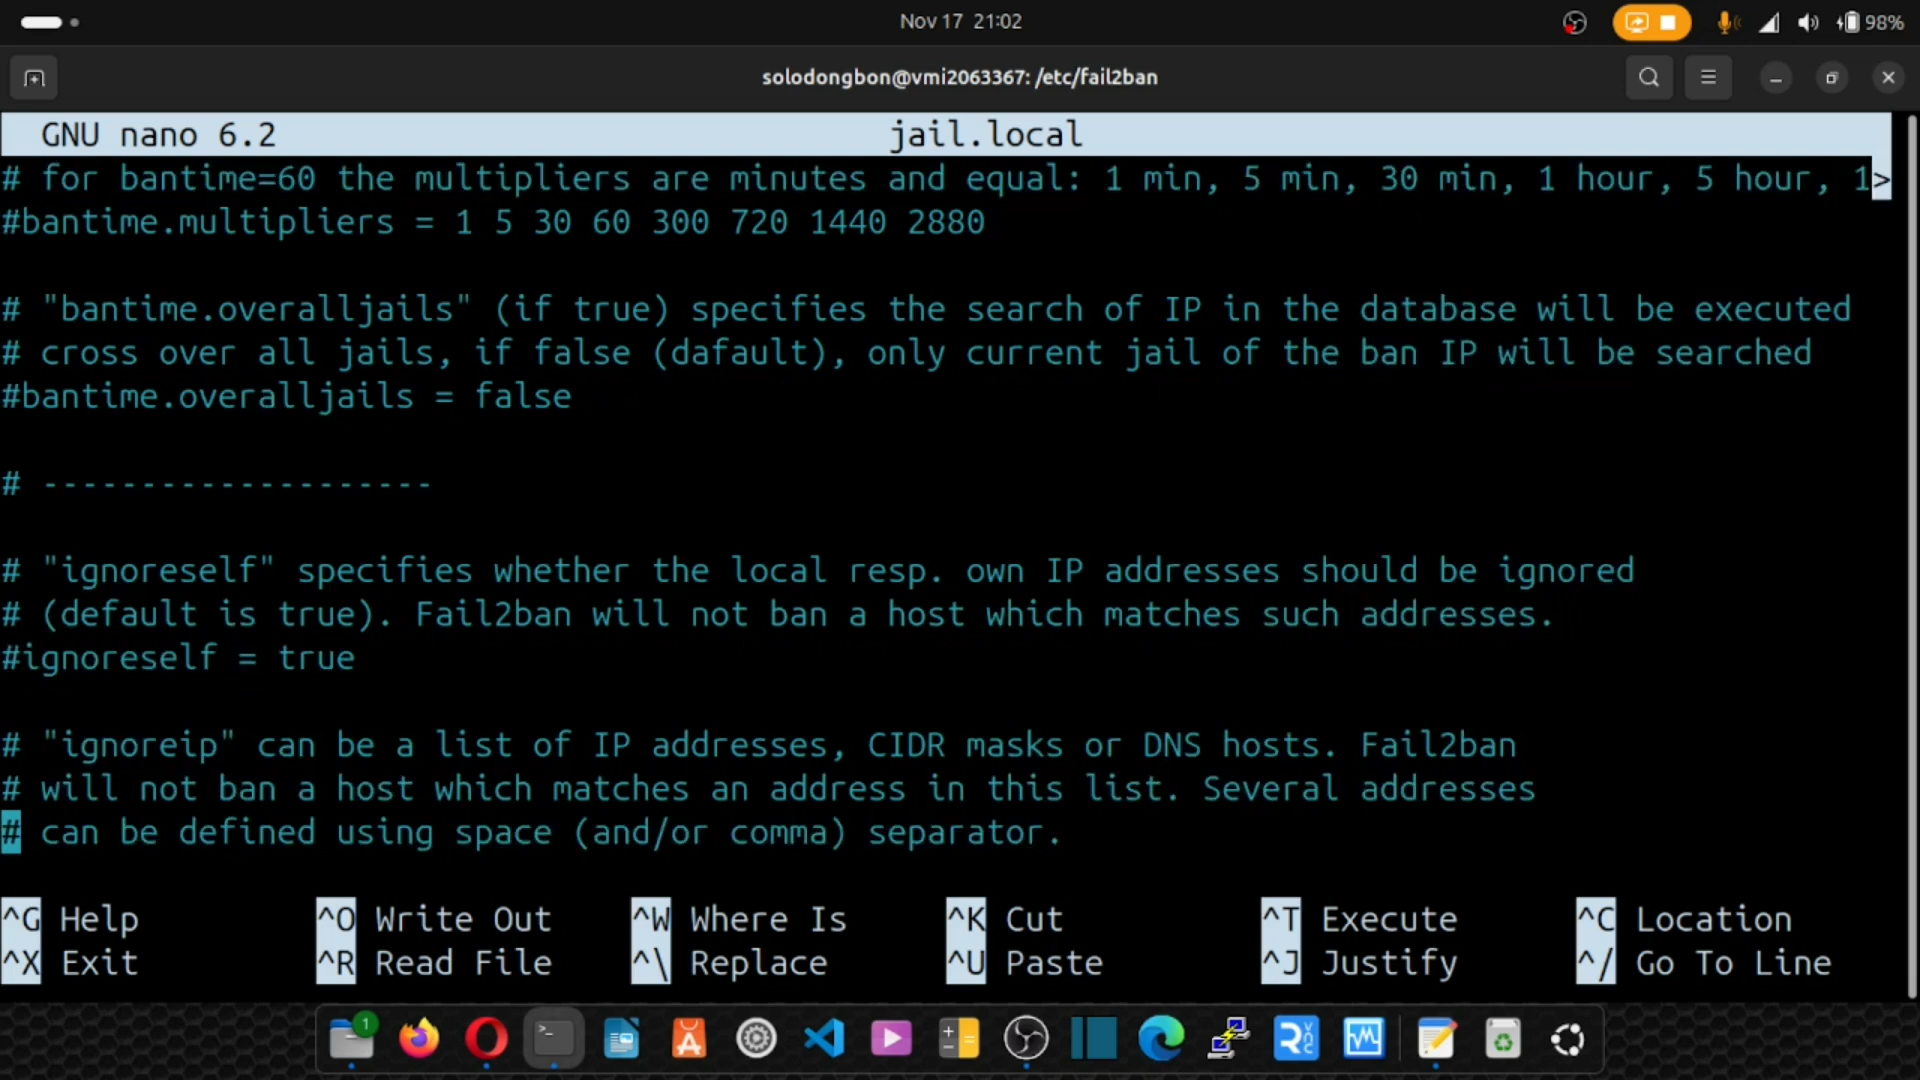 Nov 17 21:02
98%
solodongbon@vmi2063367: /etc/fail2ban
GNU nano 6.2 jail.local
# for bantime=60 the multipliers are minutes and equal: 1 min, 5 min, 30 min, 1 hour, 5 hour, 1>
#bantime.multipliers = 1 5 30 60 300 720 1440 2880
# "bantime.overalljails" (if true) specifies the search of IP in the database will be executed
# cross over all jails, if false (dafault), only current jail of the ban IP will be searched
#bantime.overalljails = false
# --------------------
# "ignoreself" specifies whether the local resp. own IP addresses should be ignored
# (default is true). Fail2ban will not ban a host which matches such addresses.
#ignoreself = true
# "ignoreip" can be a list of IP addresses, CIDR masks or DNS hosts. Fail2ban
# will not ban a host which matches an address in this list. Several addresses
# can be defined using space (and/or comma) separator.
^G Help ^O Write Out ^W Where Is ^K Cut ^T Execute ^C Location
^X Exit ^R Read File ^\ Replace ^U Paste ^J Justify ^/ Go To Line
1